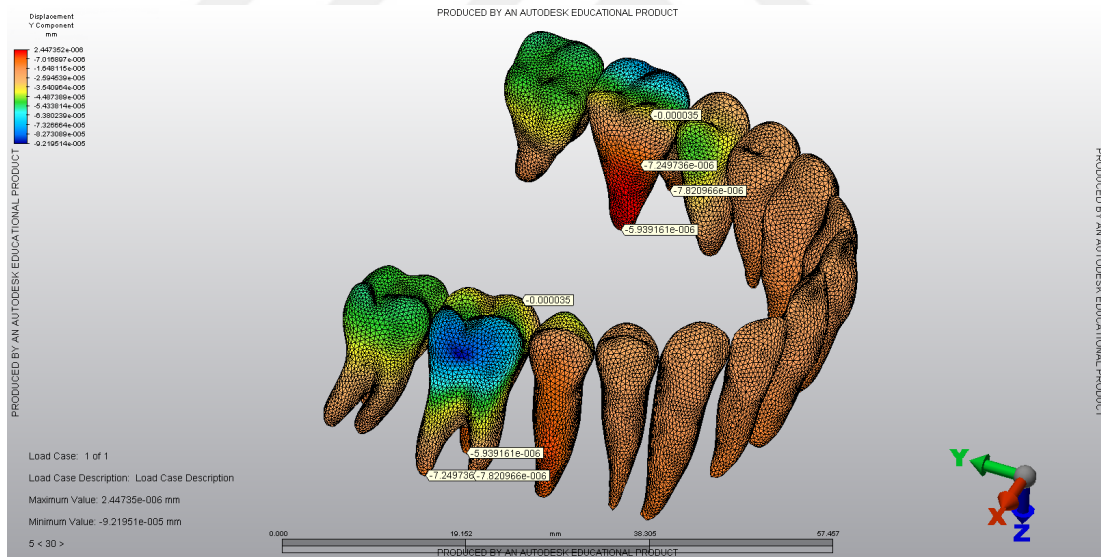 PRODUCED BY AN AUTODESK EDUCATIONAL PRODUCT
Displacement
Y Component
mm
2.447352e-006
-7.016897e-006
-1.648115e-005
-2.594539e-005
-3.540964e-005
-4.487389e-005
-5.433814e-005
-6.380239e-005
-7.326664e-005
-8.273089e-005
-9.219514e-005
PRODUCED BY AN AUTODESK EDUCATIONAL PRODUCT
PRODUCED BY AN AUTODESK EDUCATIONAL PRODUCT
-0.000035
-7.249736e-006
-7.820966e-006
-5.939161e-006
-0.000035
-5.939161e-006
-7.249736
-7.820966e-006
Load Case: 1 of 1
Load Case Description: Load Case Description
Maximum Value: 2.44735e-006 mm
Minimum Value: -9.21951e-005 mm
5 < 30 >
Y
X
Z
0.000 19.152 mm 38.305 57.457
PRODUCED BY AN AUTODESK EDUCATIONAL PRODUCT